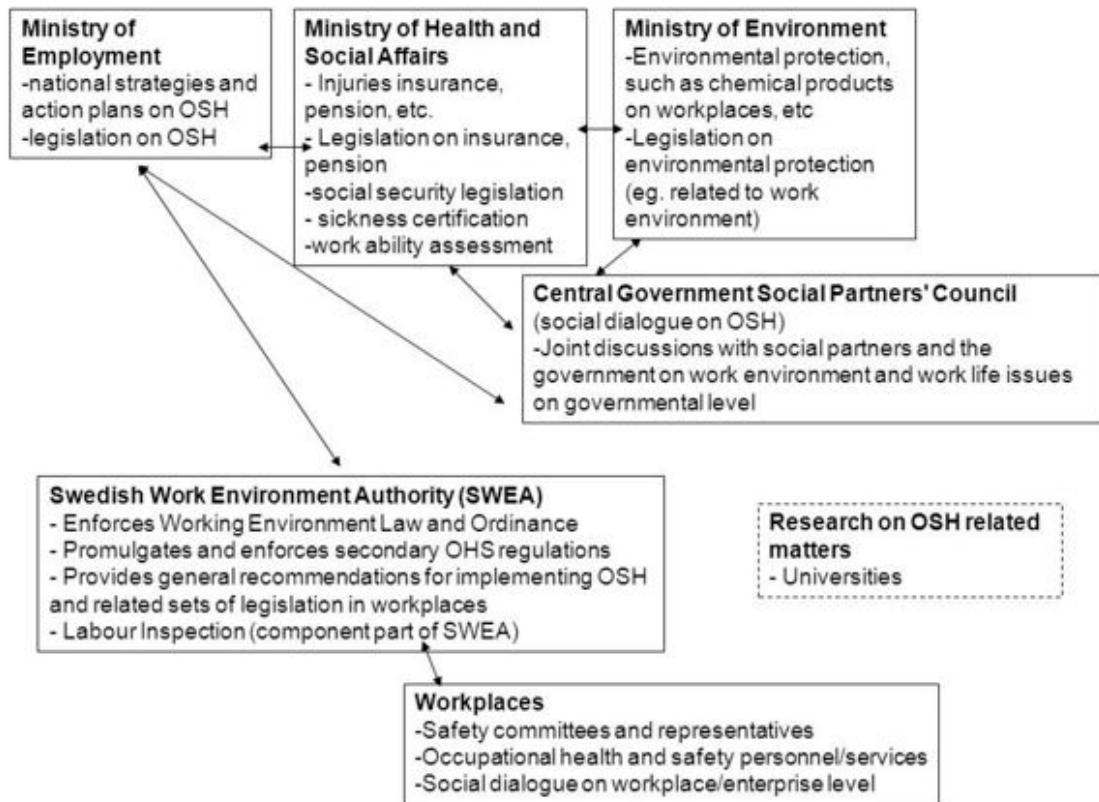 Ministry of
Employment
-national strategies and
action plans on OSH
-legislation on OSH
Ministry of Health and
Social Affairs
- Injuries insurance,
pension, etc.
- Legislation on insurance,
pension
-social security legislation
- sickness certification
-work ability assessment
Ministry of Environment
-Environmental protection,
such as chemical products
on workplaces, etc
-Legislation on
environmental protection
(eg. related to work
environment)
Central Government Social Partners' Council
(social dialogue on OSH)
-Joint discussions with social partners and the
government on work environment and work life issues
on governmental level
Swedish Work Environment Authority (SWEA)
- Enforces Working Environment Law and Ordinance
- Promulgates and enforces secondary OHS regulations
- Provides general recommendations for implementing OSH
and related sets of legislation in workplaces
- Labour Inspection (component part of SWEA)
Research on OSH related
matters
- Universities
Workplaces
-Safety committees and representatives
-Occupational health and safety personnel/services
-Social dialogue on workplace/enterprise level